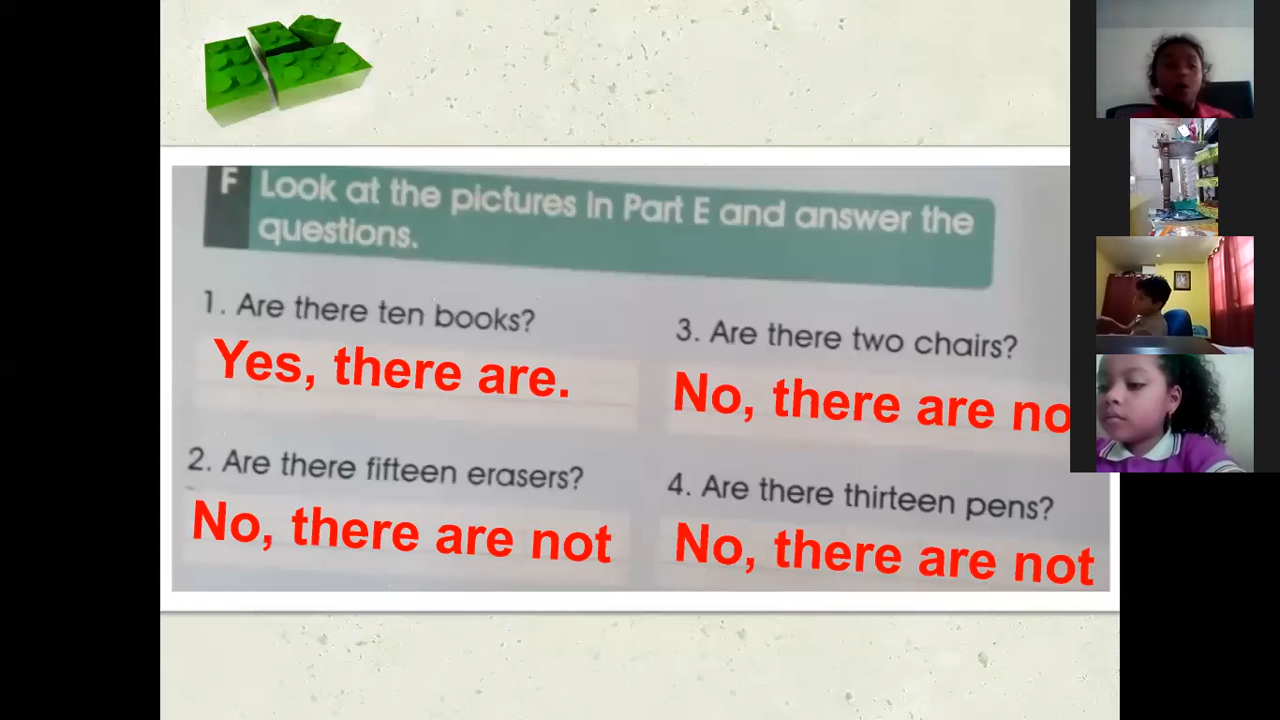 F Look at the pictures in Part E and answer the
questions.
1. Are there ten books?
Yes, there are.
2. Are there fifteen erasers?
No, there are not
3. Are there two chairs?
No, there are no
4. Are there thirteen pens?
No, there are not